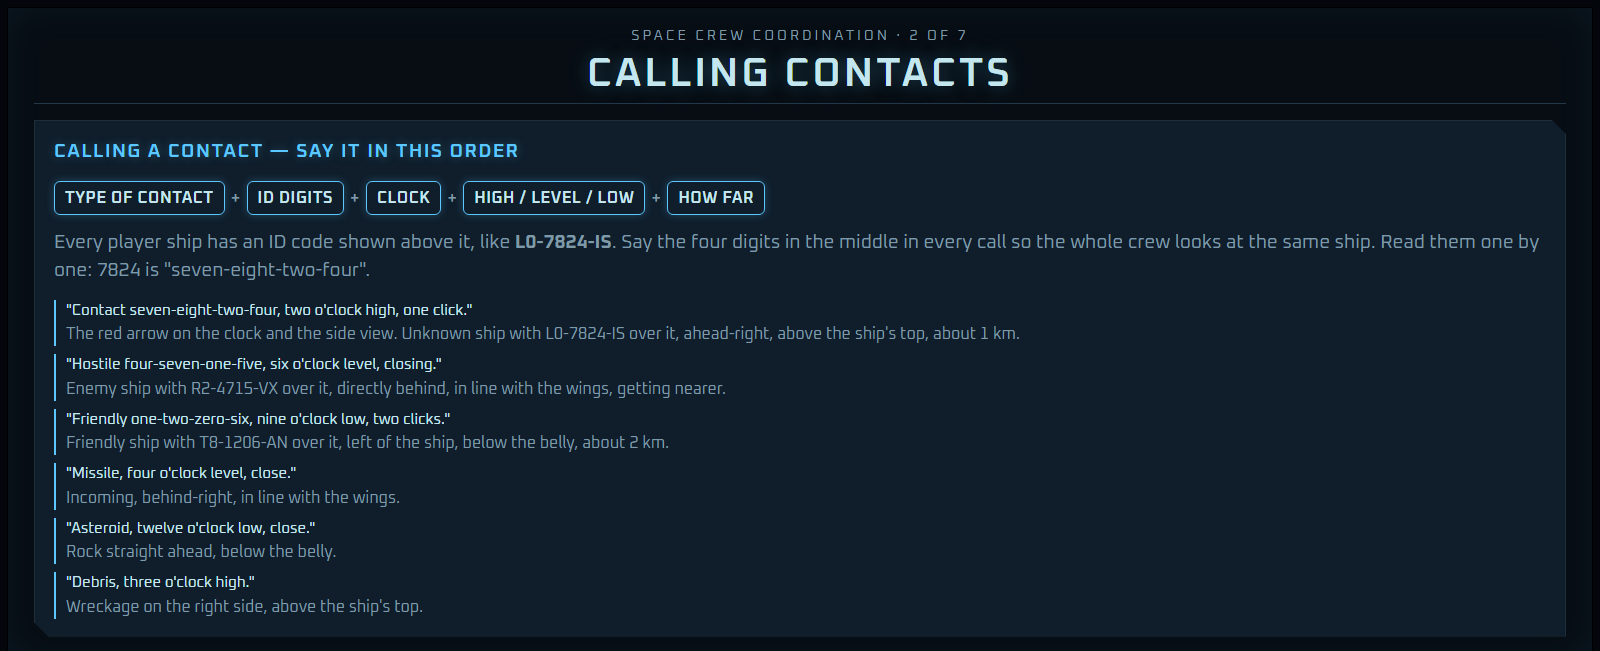 SPACE CREW COORDINATION · 2 OF 7
CALLING CONTACTS
CALLING A CONTACT — SAY IT IN THIS ORDER
TYPE OF CONTACT + ID DIGITS + CLOCK + HIGH / LEVEL / LOW + HOW FAR
Every player ship has an ID code shown above it, like L0-7824-IS. Say the four digits in the middle in every call so the whole crew looks at the same ship. Read them one by
one: 7824 is "seven-eight-two-four".
"Contact seven-eight-two-four, two o'clock high, one click."
The red arrow on the clock and the side view. Unknown ship with L0-7824-IS over it, ahead-right, above the ship's top, about 1 km.
"Hostile four-seven-one-five, six o'clock level, closing."
Enemy ship with R2-4715-VX over it, directly behind, in line with the wings, getting nearer.
"Friendly one-two-zero-six, nine o'clock low, two clicks."
Friendly ship with T8-1206-AN over it, left of the ship, below the belly, about 2 km.
"Missile, four o'clock level, close."
Incoming, behind-right, in line with the wings.
"Asteroid, twelve o'clock low, close."
Rock straight ahead, below the belly.
"Debris, three o'clock high."
Wreckage on the right side, above the ship's top.